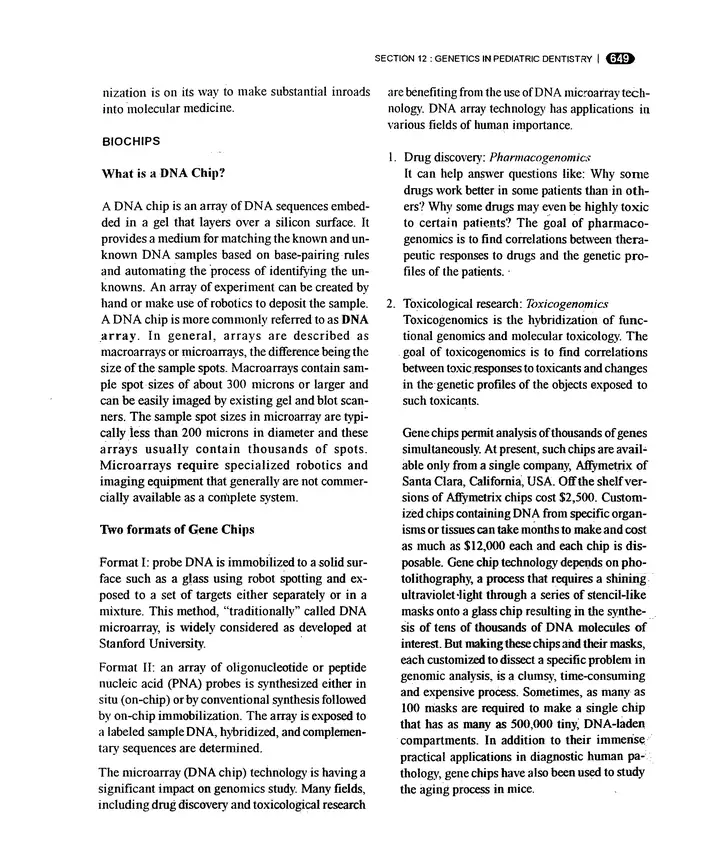 SECTION 12 : GENETICS IN PEDIATRIC DENTISTRY | 649
nization is on its way to make substantial inroads
into molecular medicine.
BIOCHIPS
What is a DNA Chip?
A DNA chip is an array of DNA sequences embed-
ded in a gel that layers over a silicon surface. It
provides a medium for matching the known and un-
known DNA samples based on base-pairing rules
and automating the process of identifying the un-
knowns. An array of experiment can be created by
hand or make use of robotics to deposit the sample.
A DNA chip is more commonly referred to as DNA
array. In general, arrays are described as
macroarrays or microarrays, the difference being the
size of the sample spots. Macroarrays contain sam-
ple spot sizes of about 300 microns or larger and
can be easily imaged by existing gel and blot scan-
ners. The sample spot sizes in microarray are typi-
cally less than 200 microns in diameter and these
arrays usually contain thousands of spots.
Microarrays require specialized robotics and
imaging equipment that generally are not commer-
cially available as a complete system.
Two formats of Gene Chips
Format I: probe DNA is immobilized to a solid sur-
face such as a glass using robot spotting and ex-
posed to a set of targets either separately or in a
mixture. This method, “traditionally” called DNA
microarray, is widely considered as developed at
Stanford University.
Format II: an array of oligonucleotide or peptide
nucleic acid (PNA) probes is synthesized either in
situ (on-chip) or by conventional synthesis followed
by on-chip immobilization. The array is exposed to
a labeled sample DNA, hybridized, and complemen-
tary sequences are determined.
The microarray (DNA chip) technology is having a
significant impact on genomics study. Many fields,
including drug discovery and toxicological research
are benefiting from the use of DNA microarray tech-
nology. DNA array technology has applications in
various fields of human importance.
1. Drug discovery: Pharmacogenomics
It can help answer questions like: Why some
drugs work better in some patients than in oth-
ers? Why some drugs may even be highly toxic
to certain patients? The goal of pharmaco-
genomics is to find correlations between thera-
peutic responses to drugs and the genetic pro-
files of the patients.
2. Toxicological research: Toxicogenomics
Toxicogenomics is the hybridization of func-
tional genomics and molecular toxicology. The
goal of toxicogenomics is to find correlations
between toxic responses to toxicants and changes
in the genetic profiles of the objects exposed to
such toxicants.
Gene chips permit analysis of thousands of genes
simultaneously. At present, such chips are avail-
able only from a single company, Affymetrix of
Santa Clara, California, USA. Off the shelf ver-
sions of Affymetrix chips cost $2,500. Custom-
ized chips containing DNA from specific organ-
isms or tissues can take months to make and cost
as much as $12,000 each and each chip is dis-
posable. Gene chip technology depends on pho-
tolithography, a process that requires a shining
ultraviolet light through a series of stencil-like
masks onto a glass chip resulting in the synthe-
sis of tens of thousands of DNA molecules of
interest. But making these chips and their masks,
each customized to dissect a specific problem in
genomic analysis, is a clumsy, time-consuming
and expensive process. Sometimes, as many as
100 masks are required to make a single chip
that has as many as 500,000 tiny, DNA-laden
compartments. In addition to their immense
practical applications in diagnostic human pa-
thology, gene chips have also been used to study
the aging process in mice.